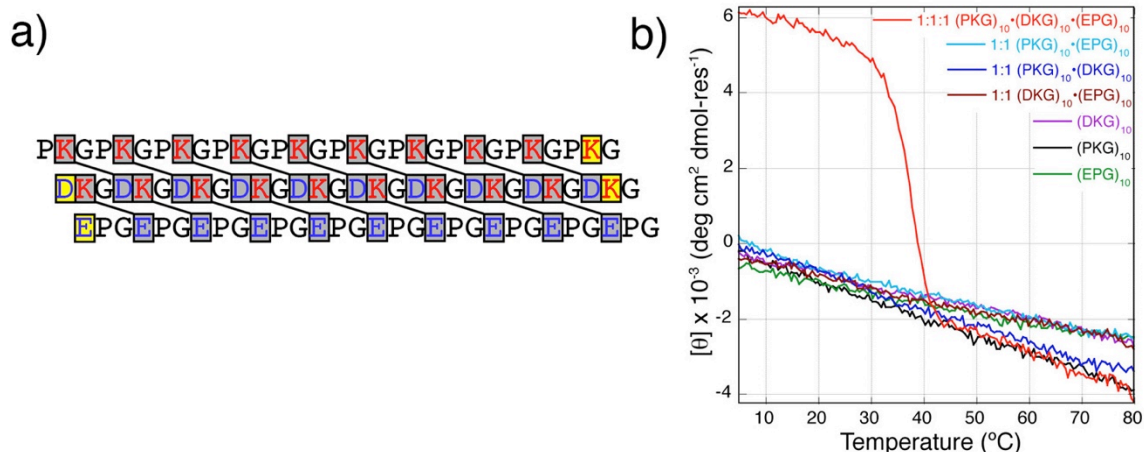 a)
PKGPKGPKGPKGPKGPKGPKGPKGPKGPKG
DKGDKGDKGDKGDKGDKGDKGDKGDKGDKG
EPGEPGEPGEPGEPGEPGEPGEPGEPGEPG
b)
[θ] x 10⁻³ (deg cm² dmol-res⁻¹)
6
4
2
0
-2
-4
1:1:1 (PKG)₁₀•(DKG)₁₀•(EPG)₁₀
1:1 (PKG)₁₀•(EPG)₁₀
1:1 (PKG)₁₀•(DKG)₁₀
1:1 (DKG)₁₀•(EPG)₁₀
(DKG)₁₀
(PKG)₁₀
(EPG)₁₀
10 20 30 40 50 60 70 80
Temperature (ºC)